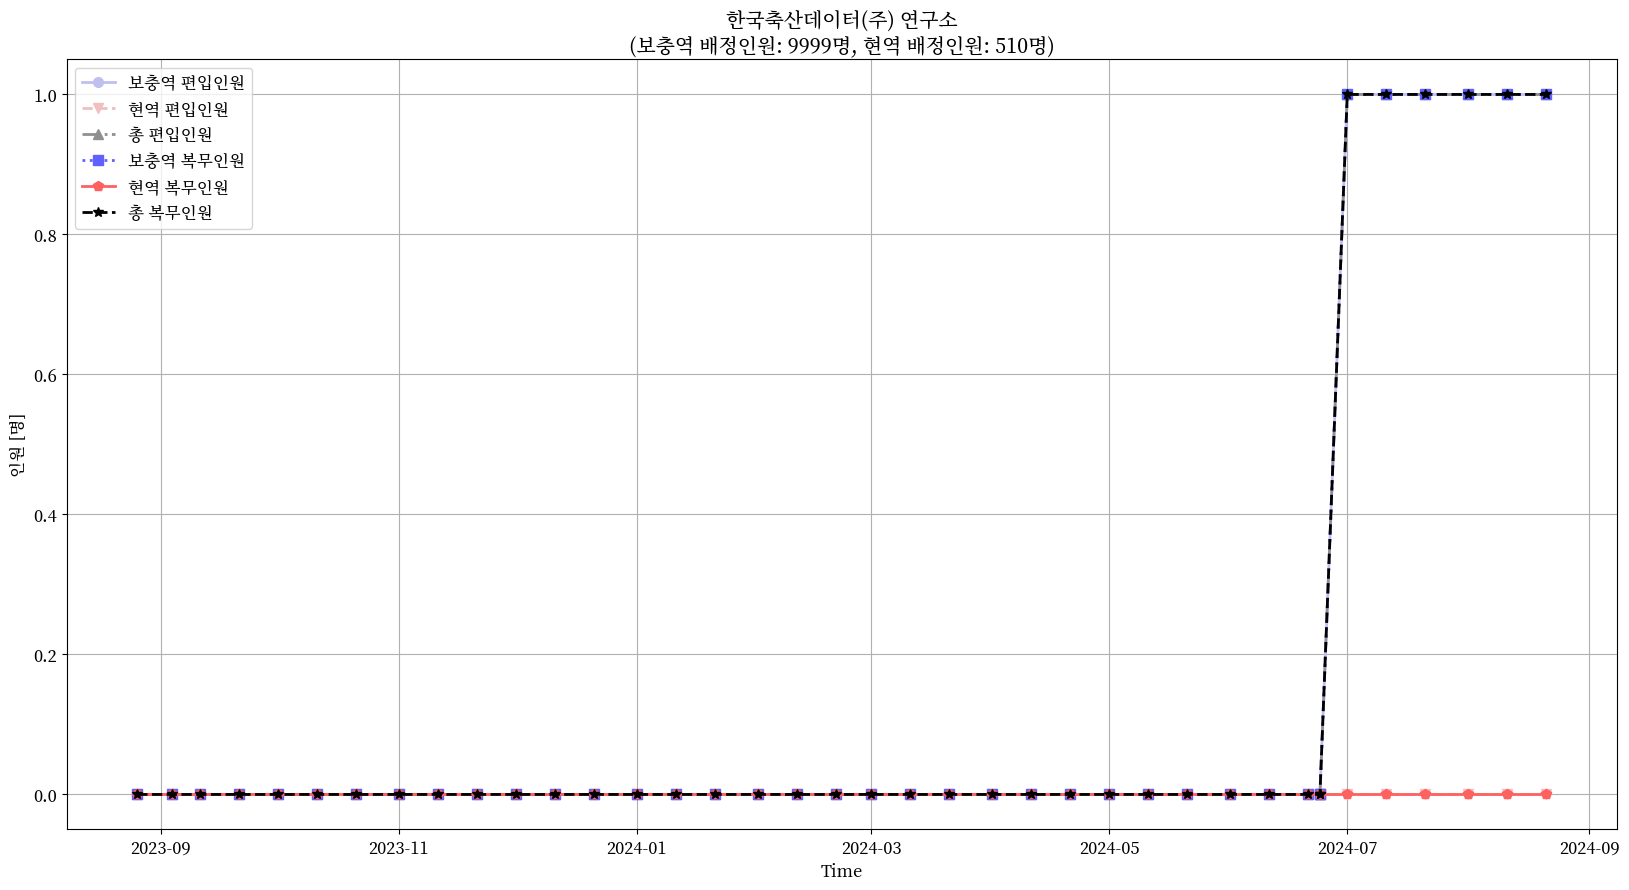 한국축산데이터(주) 연구소
(보충역 배정인원: 9999명, 현역 배정인원: 510명)
보충역 편입인원
현역 편입인원
총 편입인원
보충역 복무인원
현역 복무인원
총 복무인원
1.0
0.8
0.6
0.4
0.2
0.0
인원 [명]
2023-09 2023-11 2024-01 2024-03 2024-05 2024-07 2024-09
Time